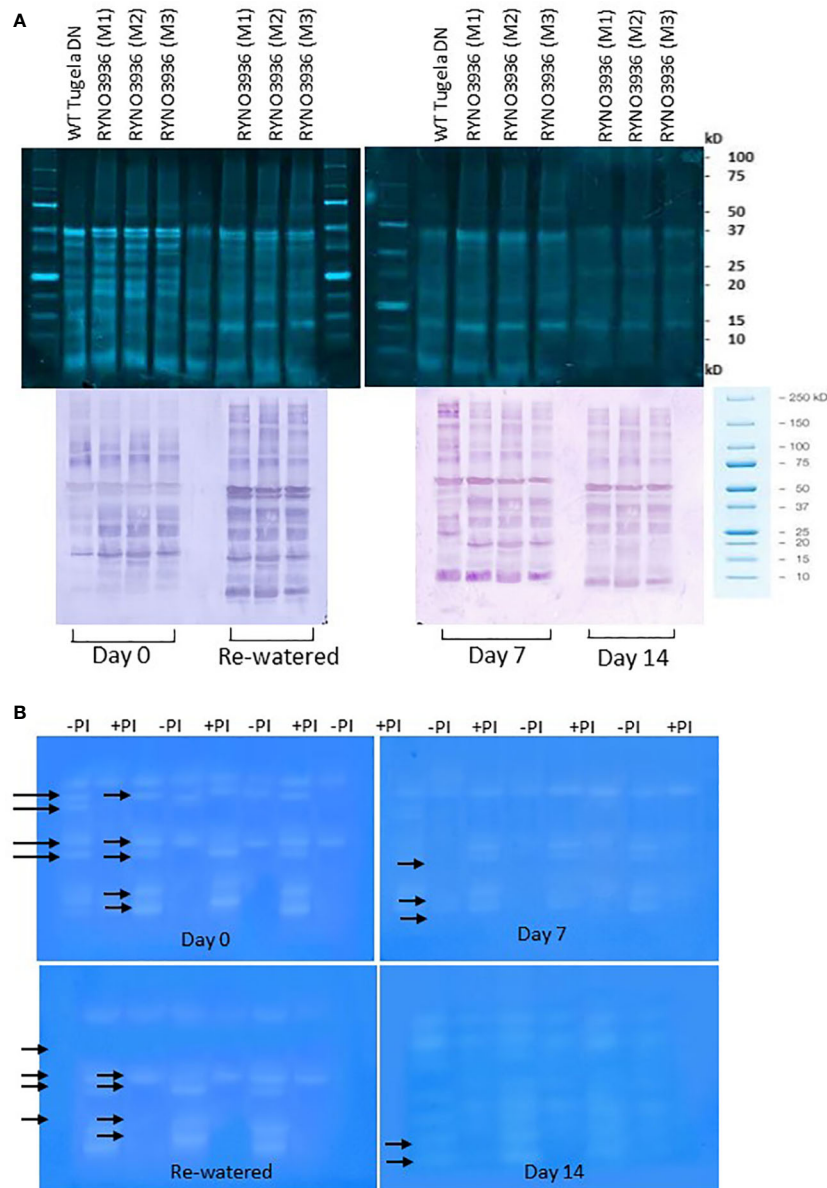 A
WT Tugela DN
RYNO3936 (M1)
RYNO3936 (M2)
RYNO3936 (M3)
RYNO3936 (M1)
RYNO3936 (M2)
RYNO3936 (M3)
WT Tugela DN
RYNO3936 (M1)
RYNO3936 (M2)
RYNO3936 (M3)
RYNO3936 (M1)
RYNO3936 (M2)
RYNO3936 (M3)
kD
- 100
- 75
- 50
- 37
- 25
- 20
- 15
- 10
kD
- 250 kD
- 150
- 100
- 75
- 50
- 37
- 25
- 20
- 15
- 10
Day 0
Re-watered
Day 7
Day 14
B
-PI +PI -PI +PI -PI +PI -PI +PI -PI +PI -PI +PI -PI +PI
Day 0
Day 7
Re-watered
Day 14